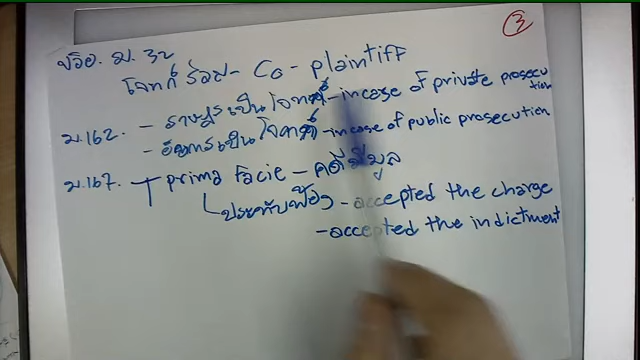 3
ปวิอ. ม. 32
โจทก์ร่วม - Co - plaintiff
ม.162. - ราษฎรเป็นโจทก์ - in case of private prosecution
- อัยการเป็นโจทก์ - in case of public prosecution
ม.167. prima facie - คดีมีมูล
ประทับฟ้อง - accepted the charge
- accepted the indictment